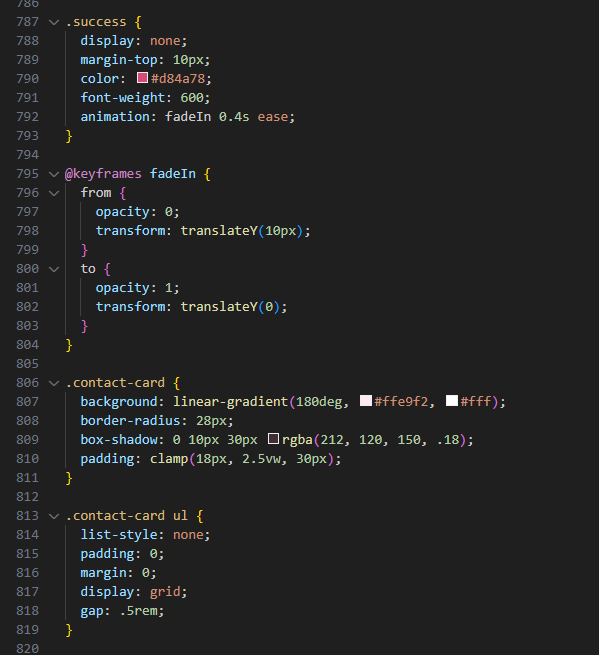 786
787 .success {
788 display: none;
789 margin-top: 10px;
790 color: #d84a78;
791 font-weight: 600;
792 animation: fadeIn 0.4s ease;
793 }
794
795 @keyframes fadeIn {
796 from {
797 opacity: 0;
798 transform: translateY(10px);
799 }
800 to {
801 opacity: 1;
802 transform: translateY(0);
803 }
804 }
805
806 .contact-card {
807 background: linear-gradient(180deg, #ffe9f2, #fff);
808 border-radius: 28px;
809 box-shadow: 0 10px 30px rgba(212, 120, 150, .18);
810 padding: clamp(18px, 2.5vw, 30px);
811 }
812
813 .contact-card ul {
814 list-style: none;
815 padding: 0;
816 margin: 0;
817 display: grid;
818 gap: .5rem;
819 }
820